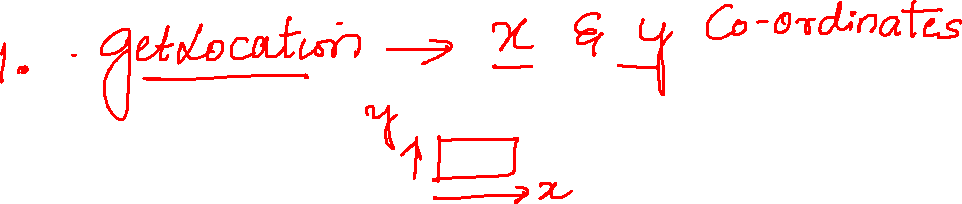 1. getLocation → x & y Co-ordinates
y ↑
→ x